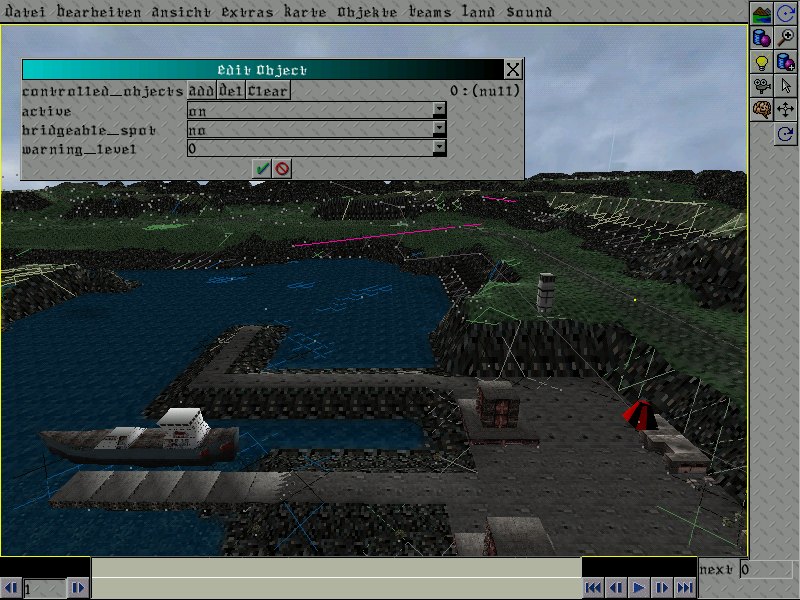 Datei Bearbeiten Ansicht Extras Karte Objekte Teams Land Sound
Edit Object
controlled_objects Add Del Clear 0:(null)
active on
bridgeable_spot no
warning_level 0
next 0
1